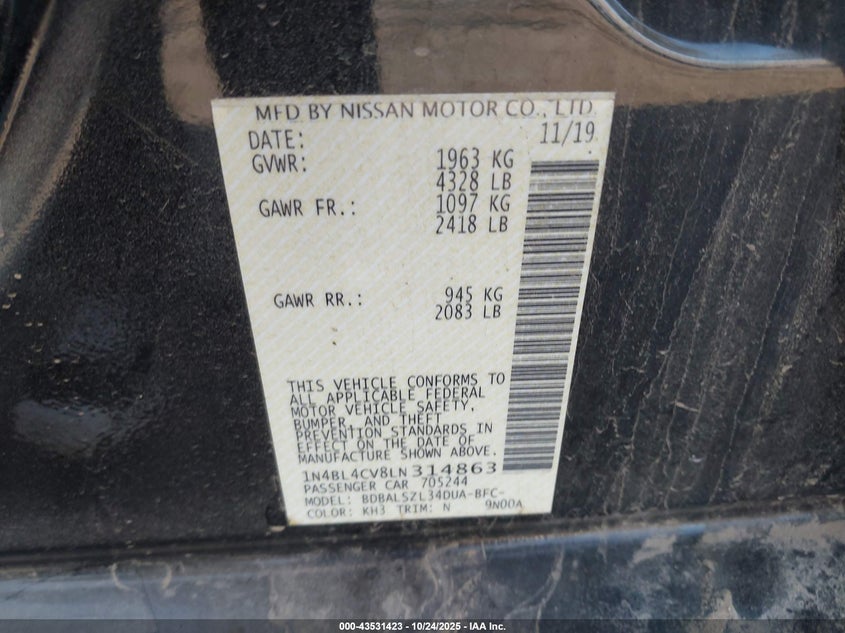 MFD BY NISSAN MOTOR CO., LTD.
DATE: 11/19
GVWR: 1963 KG
4328 LB
GAWR FR.: 1097 KG
2418 LB
GAWR RR.: 945 KG
2083 LB
THIS VEHICLE CONFORMS TO
ALL APPLICABLE FEDERAL
MOTOR VEHICLE SAFETY,
BUMPER, AND THEFT
PREVENTION STANDARDS IN
EFFECT ON THE DATE OF
MANUFACTURE SHOWN ABOVE.
1N4BL4CV8LN314863
PASSENGER CAR 705244
MODEL: BDBALSZL34DUA-BFC-
COLOR: KH3 TRIM: N 9N00A
000-43531423 - 10/24/2025 - IAA Inc.